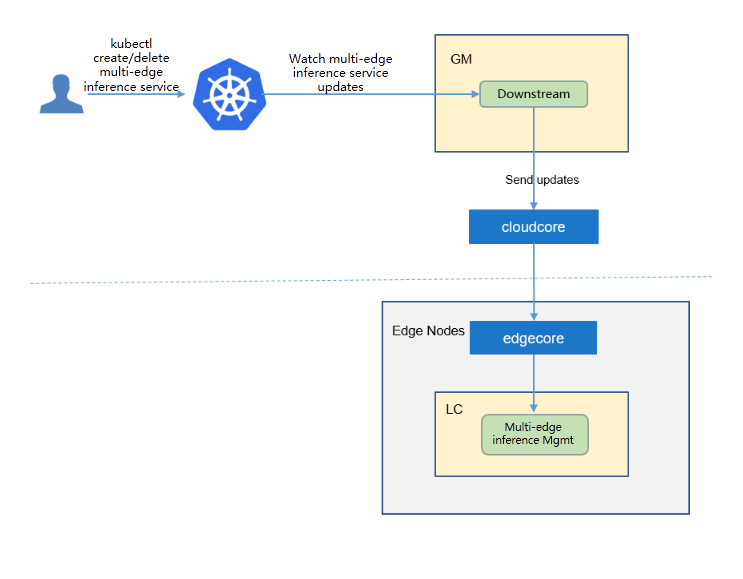 kubectl
create/delete
multi-edge
inference service
Watch multi-edge
inference service
updates
GM
Downstream
Send updates
cloudcore
Edge Nodes
edgecore
LC
Multi-edge
inference Mgmt